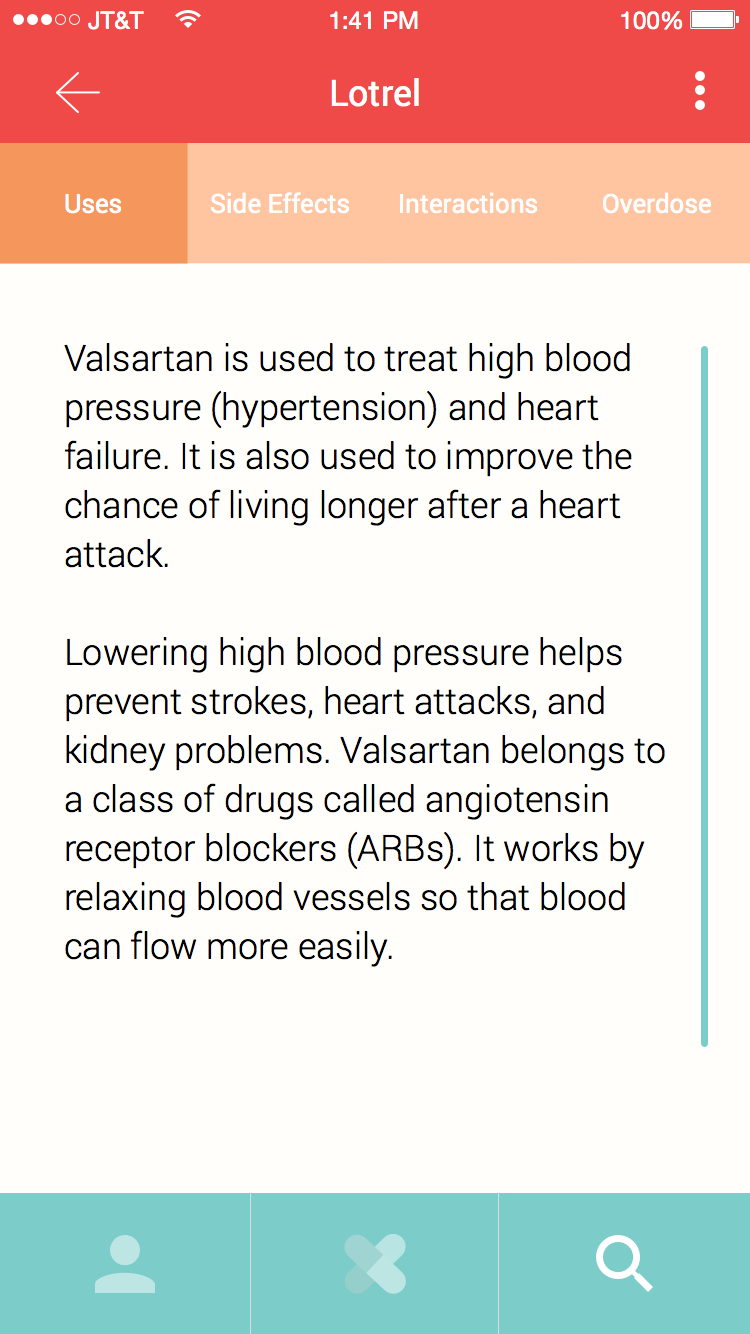 JT&T 1:41 PM 100%
Lotrel
Uses Side Effects Interactions Overdose
Valsartan is used to treat high blood
pressure (hypertension) and heart
failure. It is also used to improve the
chance of living longer after a heart
attack.
Lowering high blood pressure helps
prevent strokes, heart attacks, and
kidney problems. Valsartan belongs to
a class of drugs called angiotensin
receptor blockers (ARBs). It works by
relaxing blood vessels so that blood
can flow more easily.